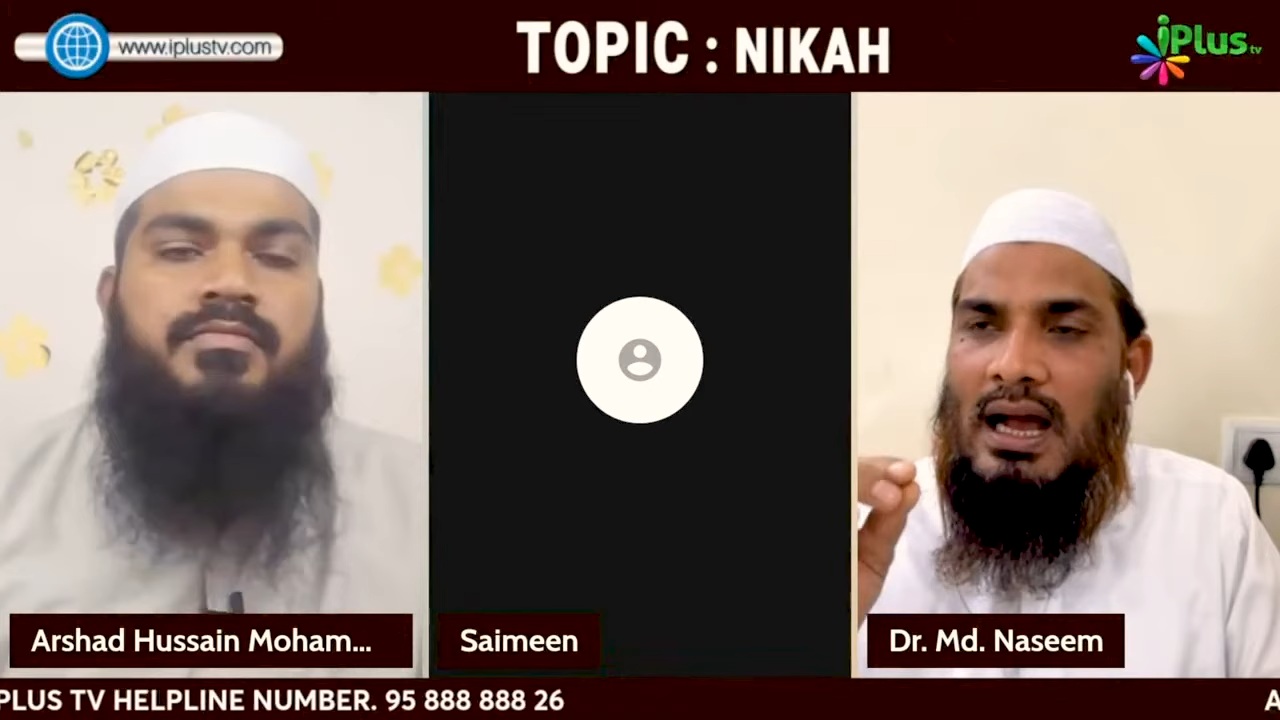 www.iplustv.com
TOPIC : NIKAH
iPlus tv
Arshad Hussain Moham...
Saimeen
Dr. Md. Naseem
PLUS TV HELPLINE NUMBER. 95 888 888 26
A